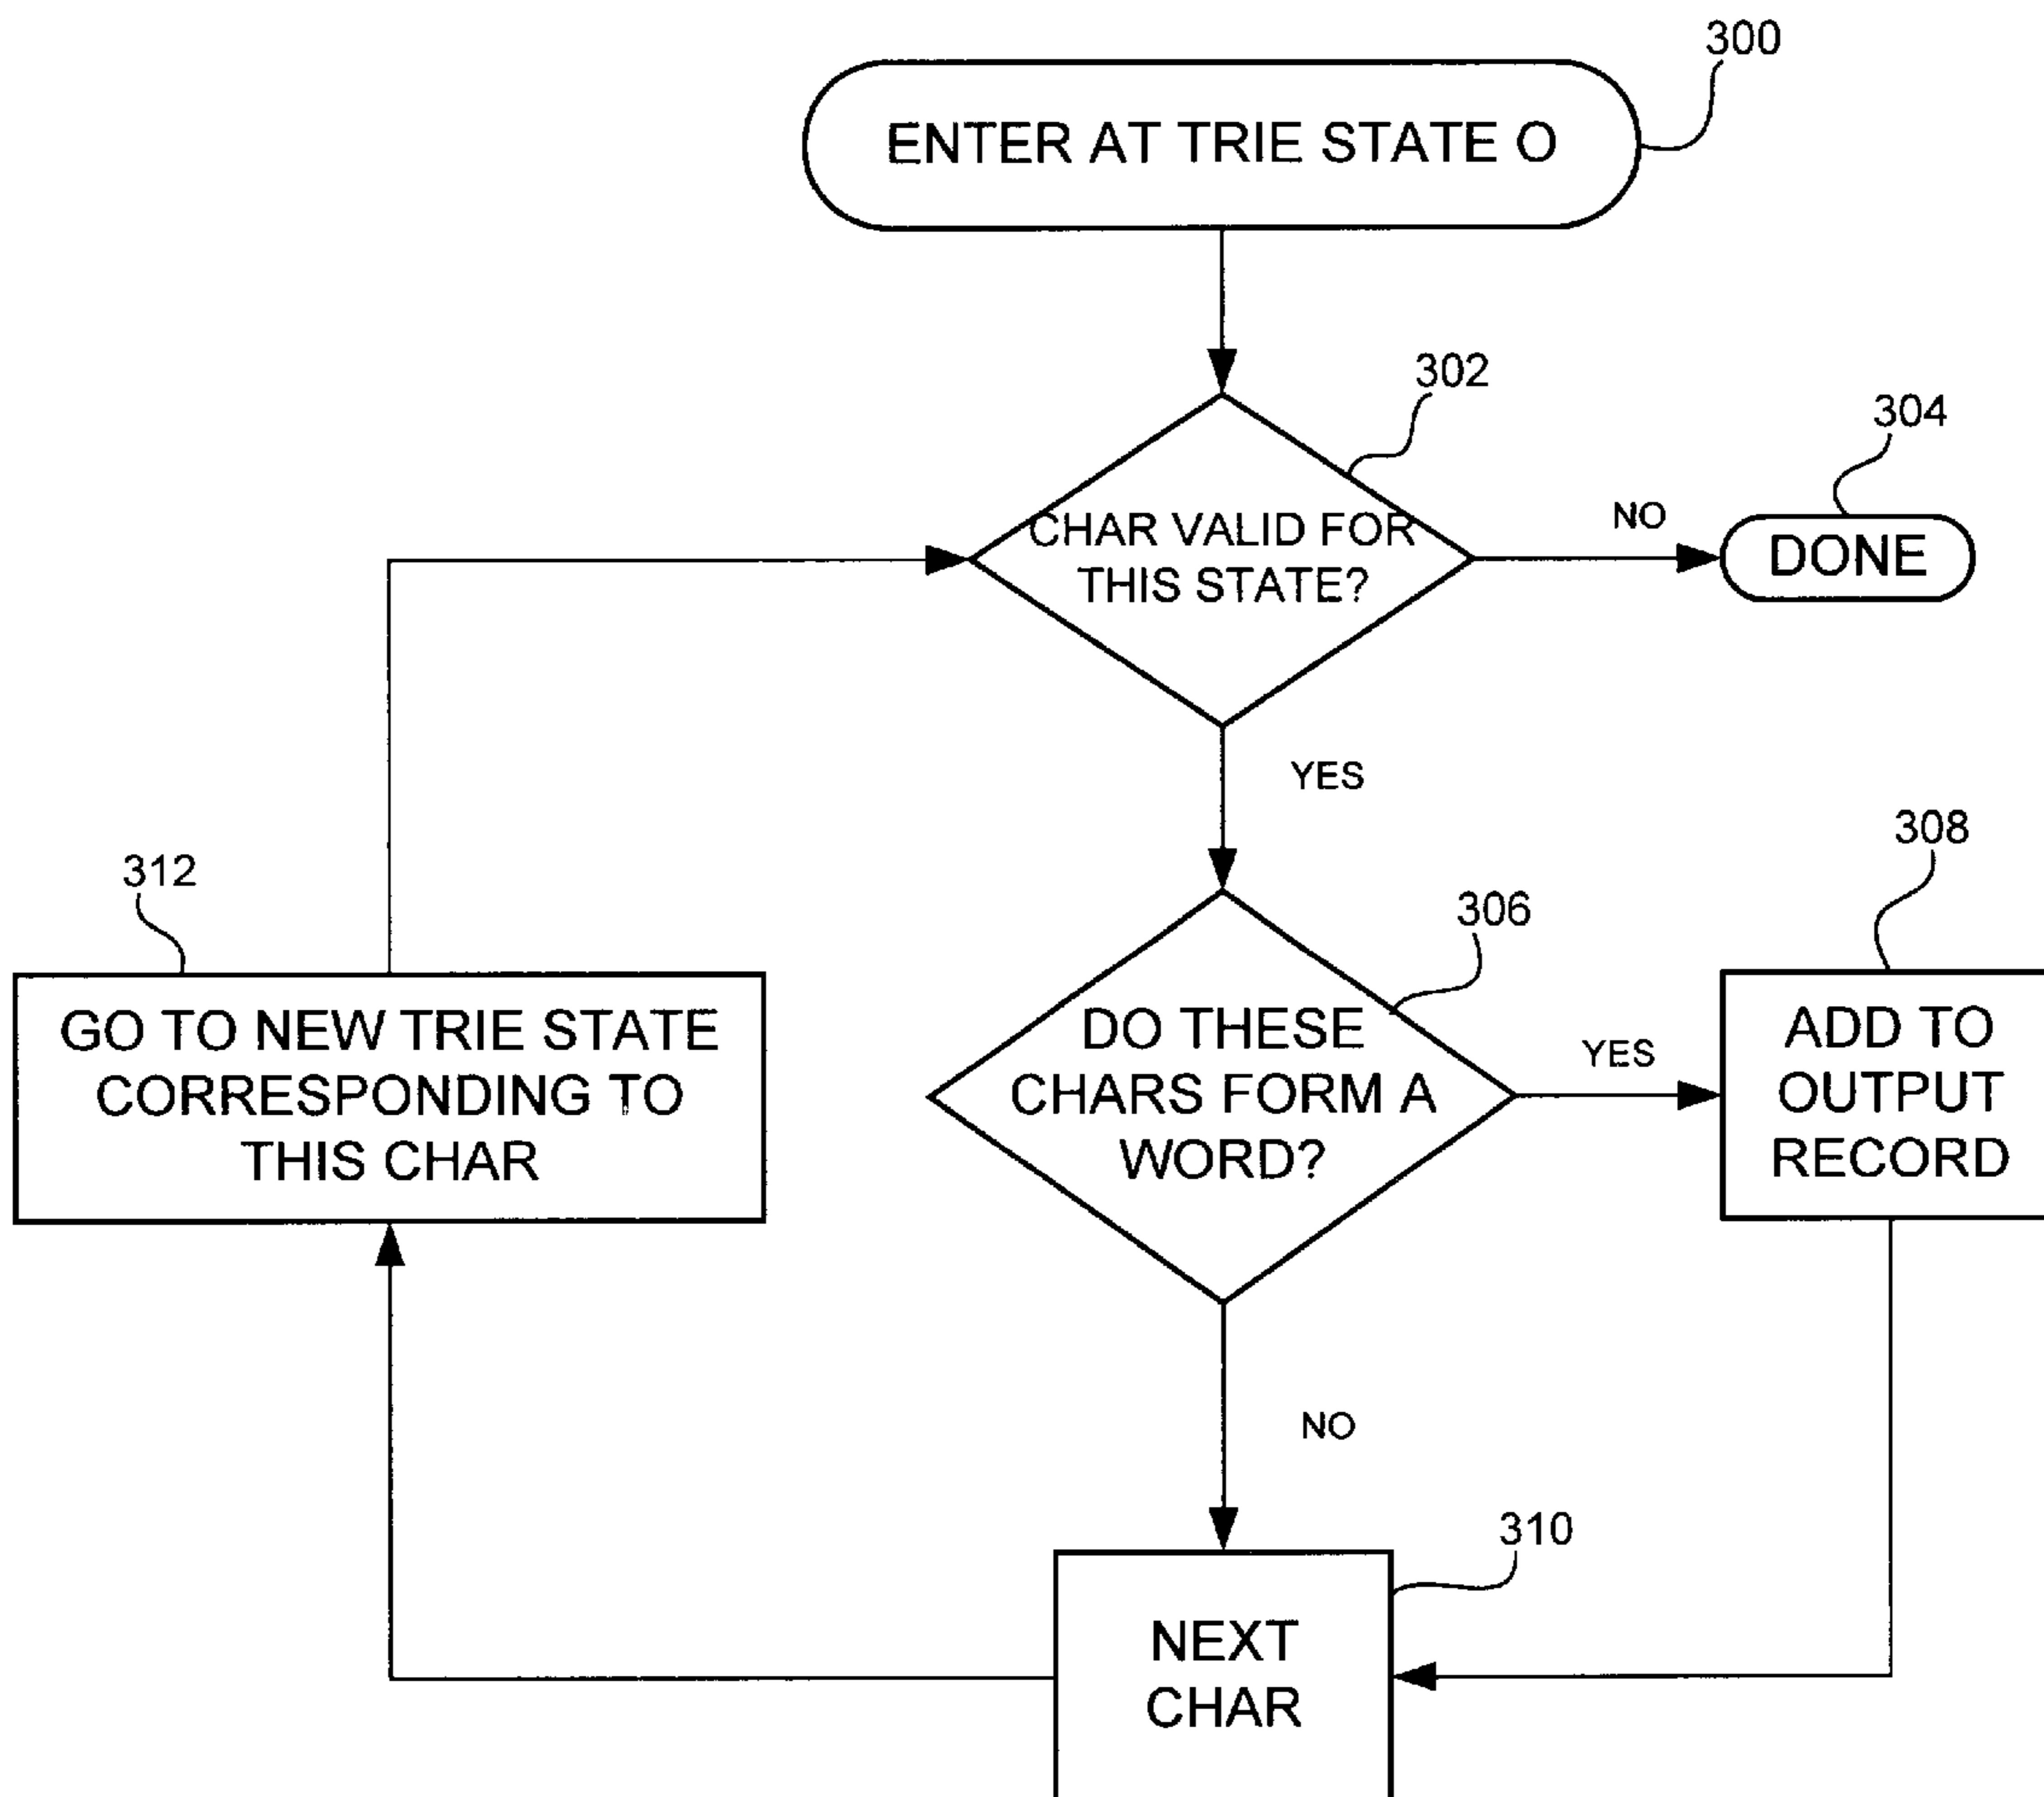 300
ENTER AT TRIE STATE O
302
304
CHAR VALID FOR
THIS STATE?
NO
DONE
YES
312
306
308
GO TO NEW TRIE STATE
CORRESPONDING TO
THIS CHAR
DO THESE
CHARS FORM A
WORD?
YES
ADD TO
OUTPUT
RECORD
NO
310
NEXT
CHAR